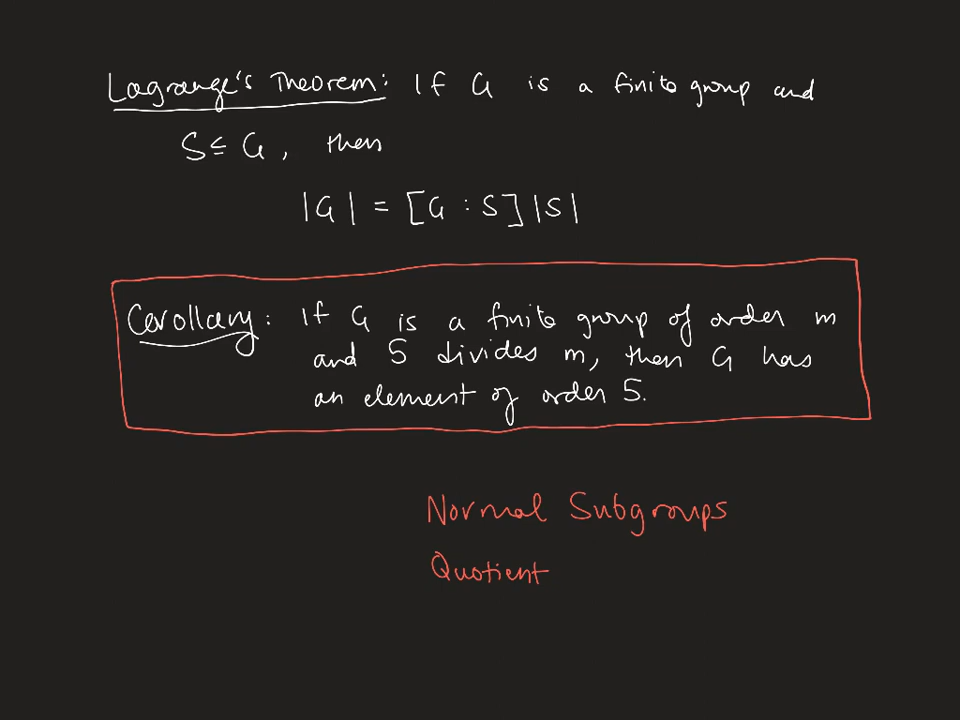 Lagrange's Theorem: If G is a finite group and
S ≤ G, then
|G| = [G : S] |S|
Corollary: If G is a finite group of order m
and 5 divides m, then G has
an element of order 5.
Normal Subgroups
Quotient